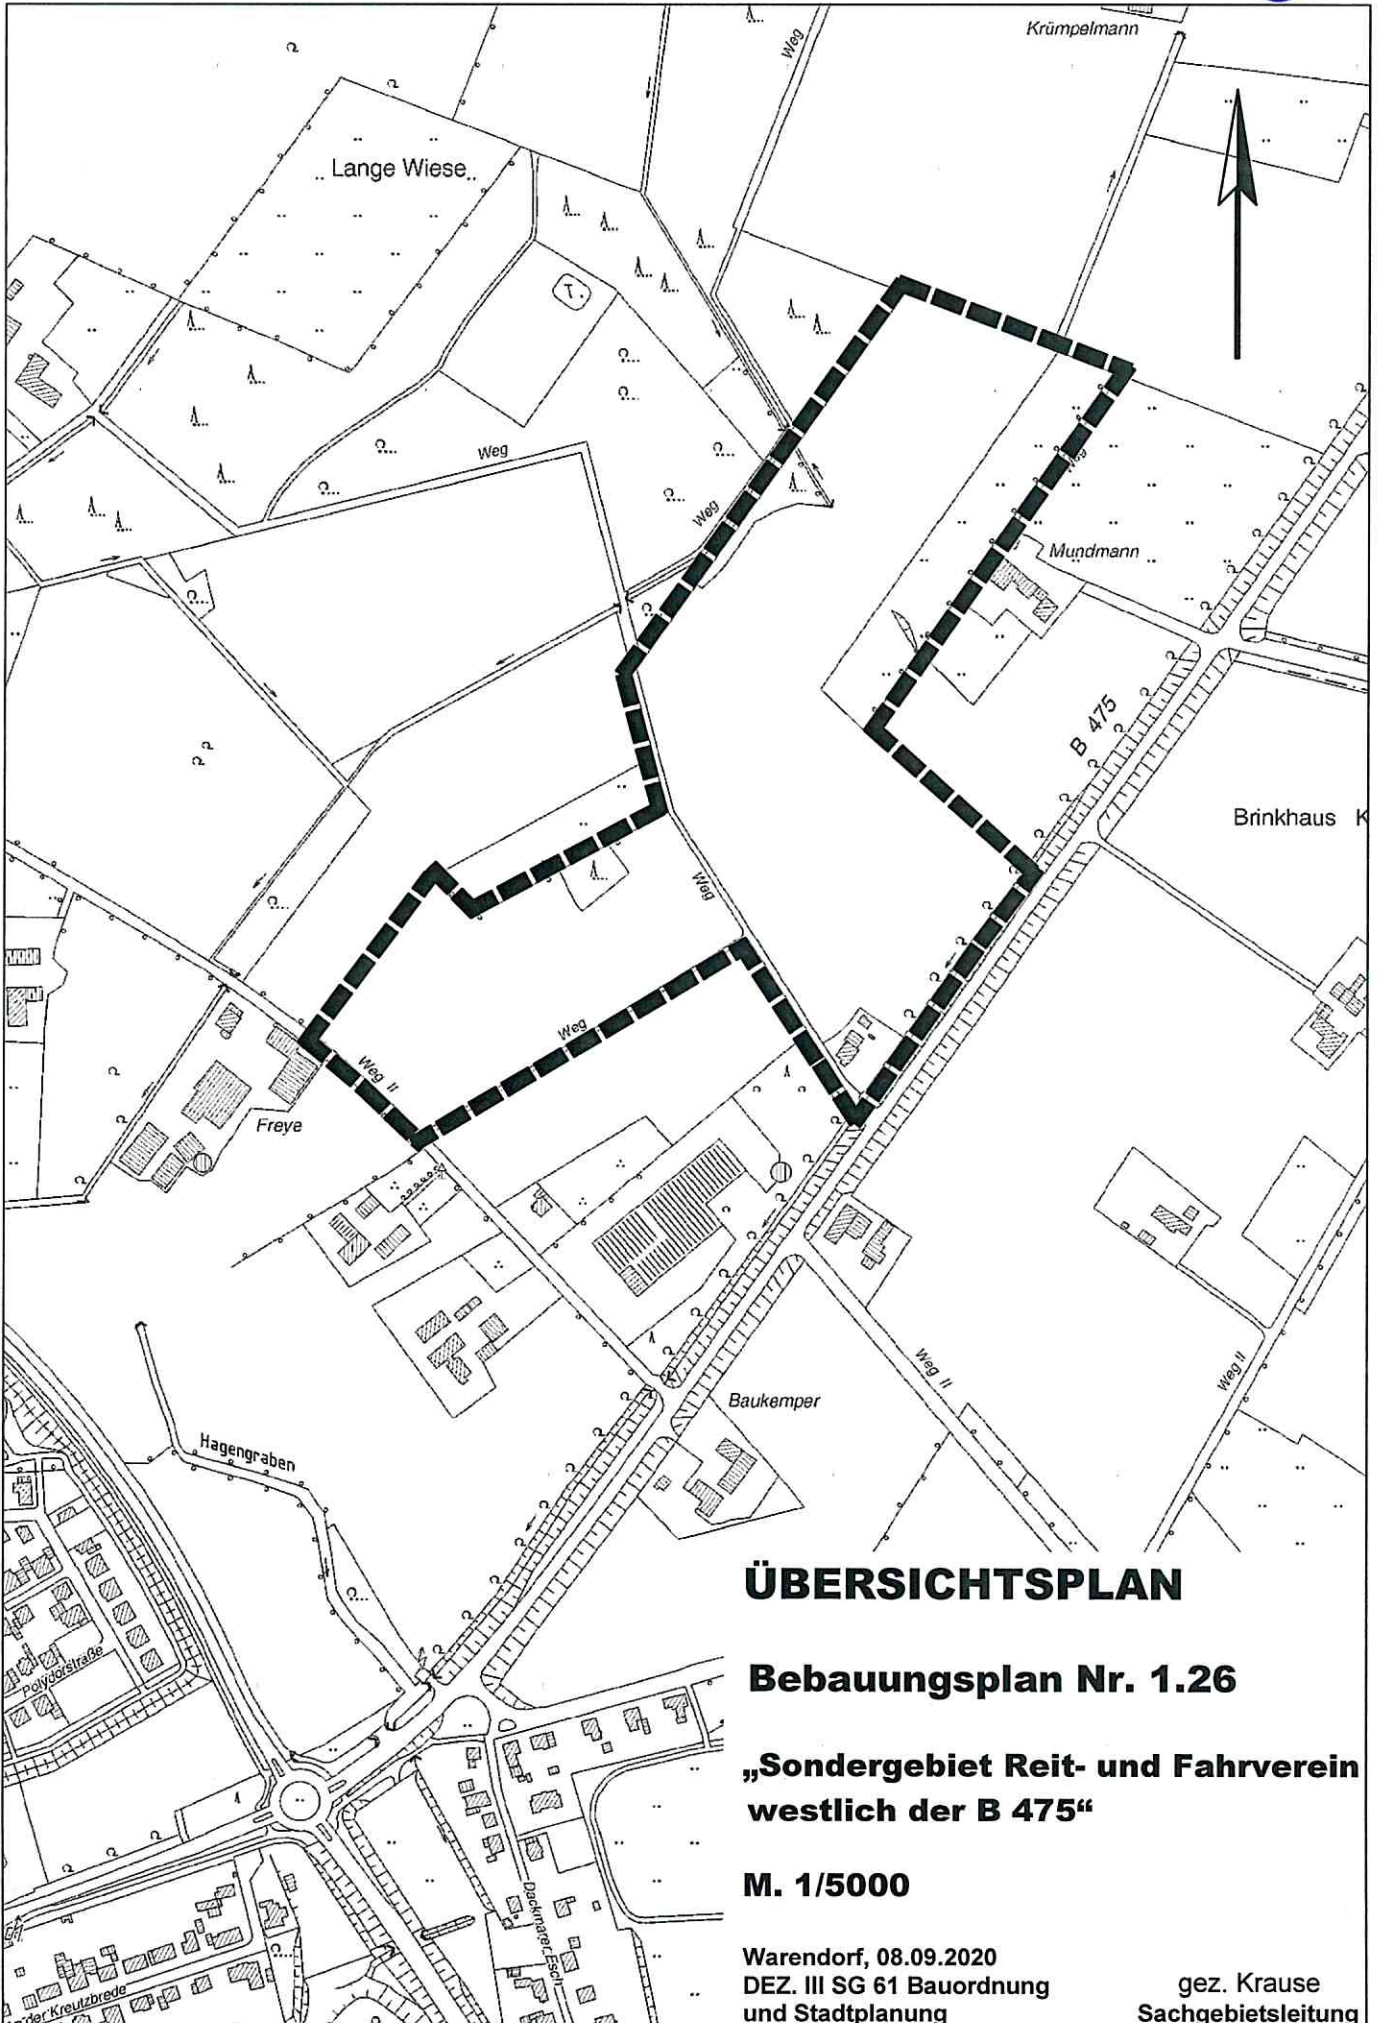 Krümpelmann
Weg
Lange Wiese
T.
Weg
Weg
Mundmann
B 475
Brinkhaus K
Weg
Weg
Weg II
Freye
Weg II
Weg II
Baukemper
Hagengraben
ÜBERSICHTSPLAN
Polydorstraße
Bebauungsplan Nr. 1.26
„Sondergebiet Reit- und Fahrverein
westlich der B 475“
M. 1/5000
Dackmarer Esch
Warendorf, 08.09.2020
DEZ. III SG 61 Bauordnung
und Stadtplanung
gez. Krause
Sachgebietsleitung
der Kreutzbrede